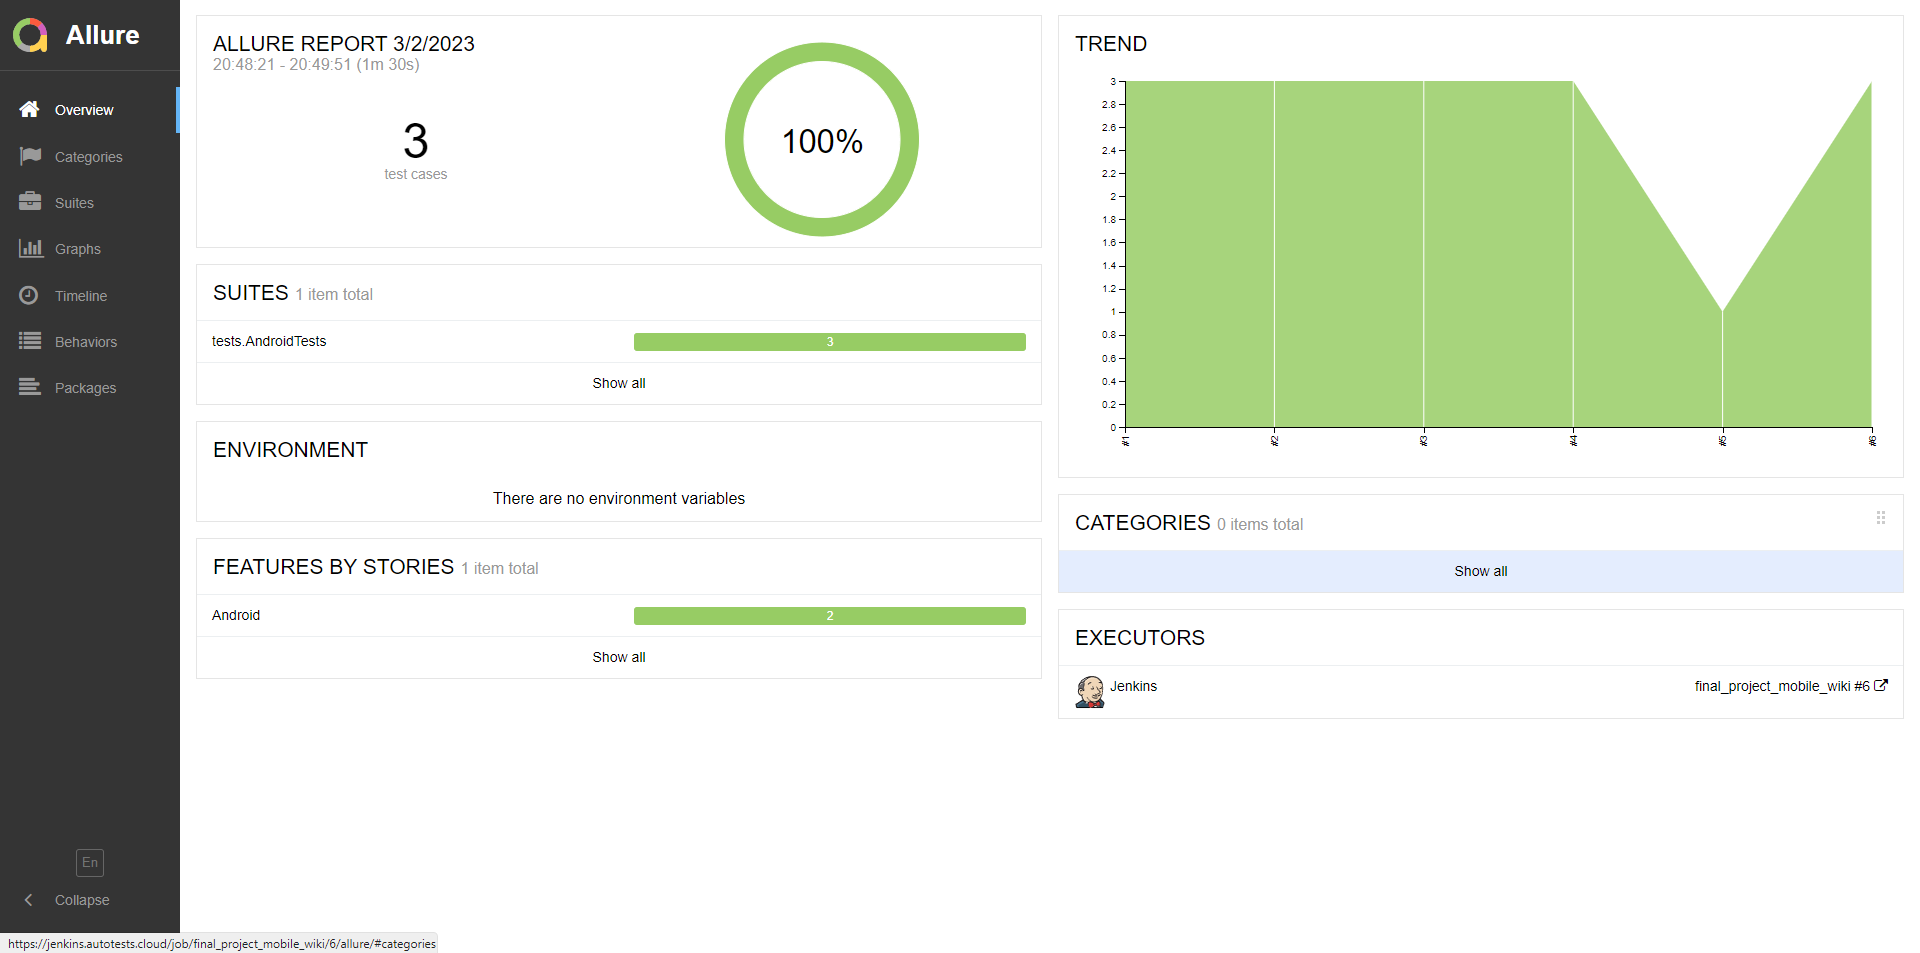 Allure
Overview
Categories
Suites
Graphs
Timeline
Behaviors
Packages
En
Collapse
ALLURE REPORT 3/2/2023
20:48:21 - 20:49:51 (1m 30s)
3
test cases
100%
SUITES 1 item total
tests.AndroidTests 3
Show all
ENVIRONMENT
There are no environment variables
FEATURES BY STORIES 1 item total
Android 2
Show all
TREND
3
2.8
2.6
2.4
2.2
2
1.8
1.6
1.4
1.2
1
0.8
0.6
0.4
0.2
0
#1 #2 #3 #4 #5 #6
CATEGORIES 0 items total
Show all
EXECUTORS
Jenkins final_project_mobile_wiki #6
https://jenkins.autotests.cloud/job/final_project_mobile_wiki/6/allure/#categories